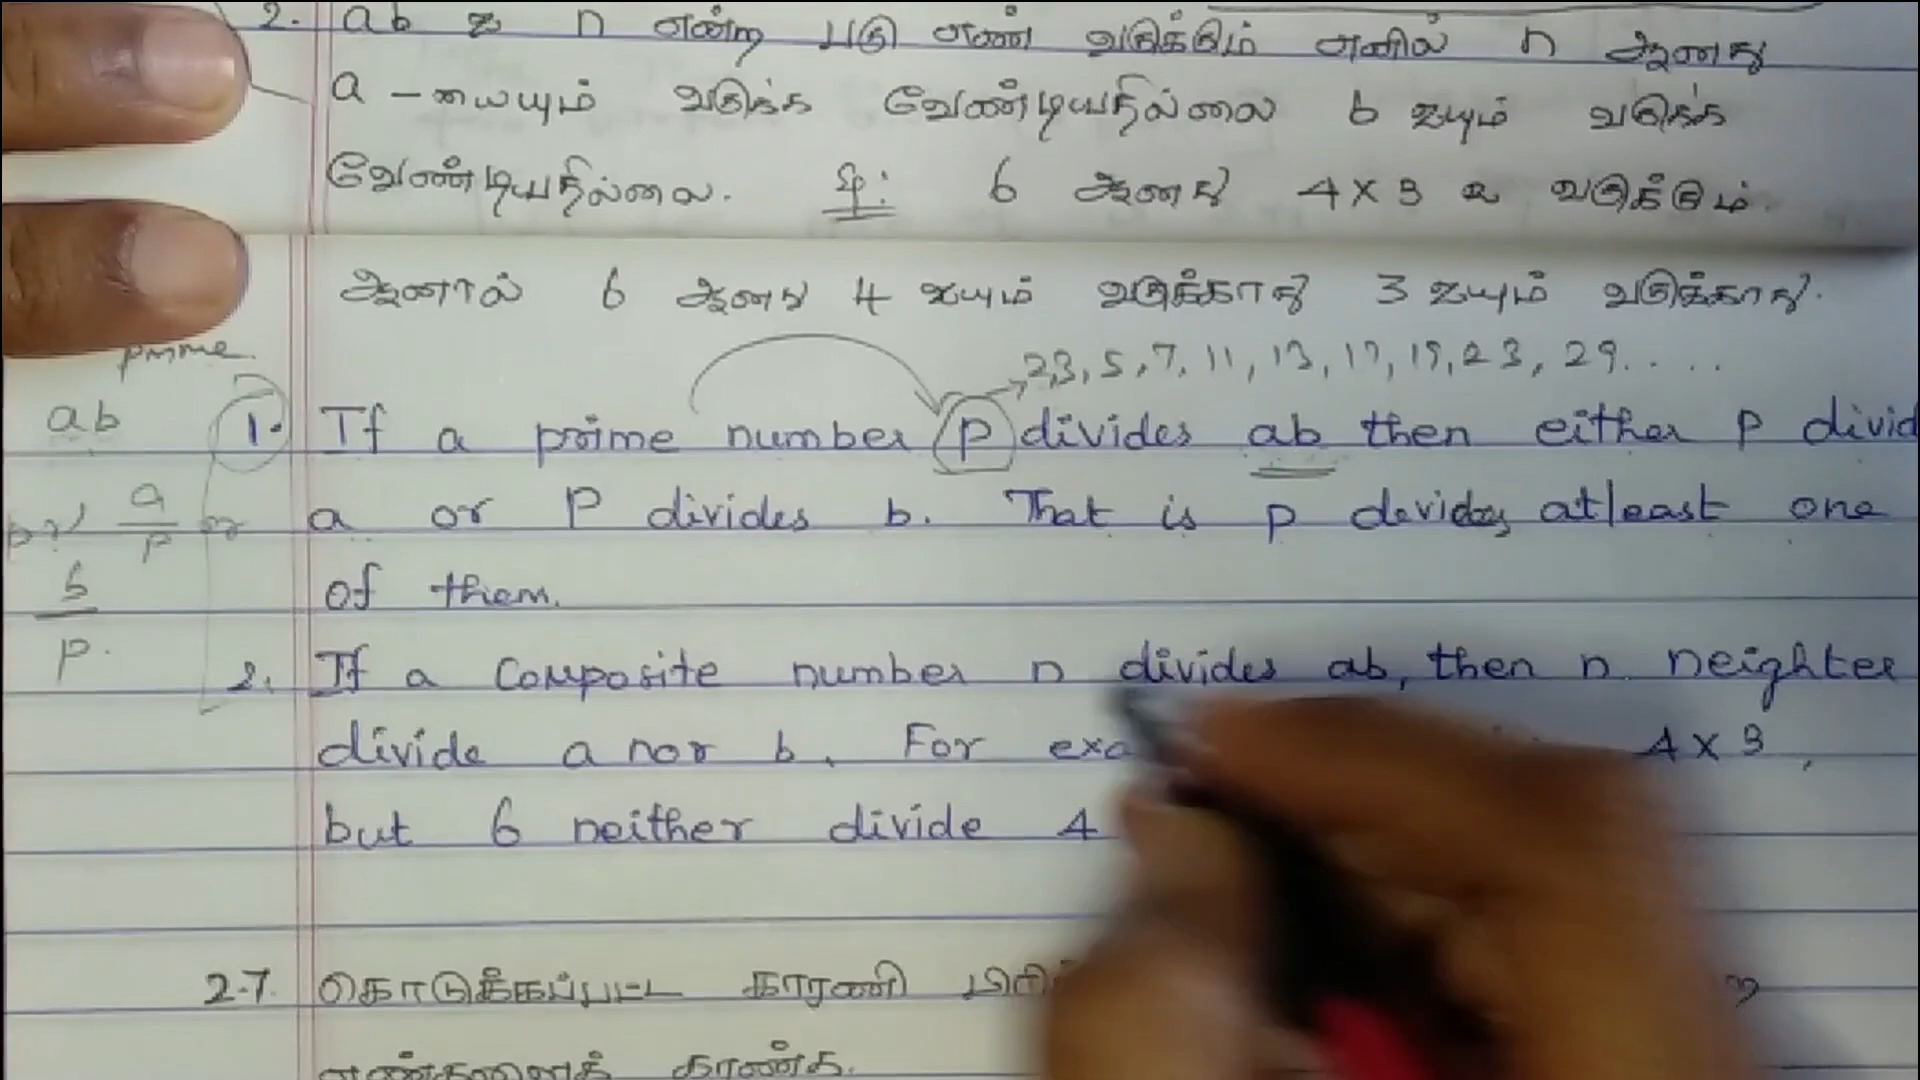 2. ab ஐ n என்ற பகு எண் வகுக்கும் எனில் n ஆனது
a - யையும் வகுக்க வேண்டியதில்லை b ஐயும் வகுக்க
வேண்டியதில்லை. 6 ஆனது 4 x 3 ஐ வகுக்கும்.
ஆனால் 6 ஆனது 4 ஐயும் வகுக்காது 3 ஐயும் வகுக்காது.
prime
2,3, 5, 7, 11, 13, 17, 19, 23, 29.....
ab
1. If a prime number p divides ab then either p divid
a or P divides b. That is p devides atleast one
a
p
or
b
p.
of them.
2. If a Composite number n divides ab, then n neighter
divide a nor b. For exa 4 x 3,
but 6 neither divide 4
2-7. கொடுக்கப்பட்ட காரணி
எண்களைக் காண்க.